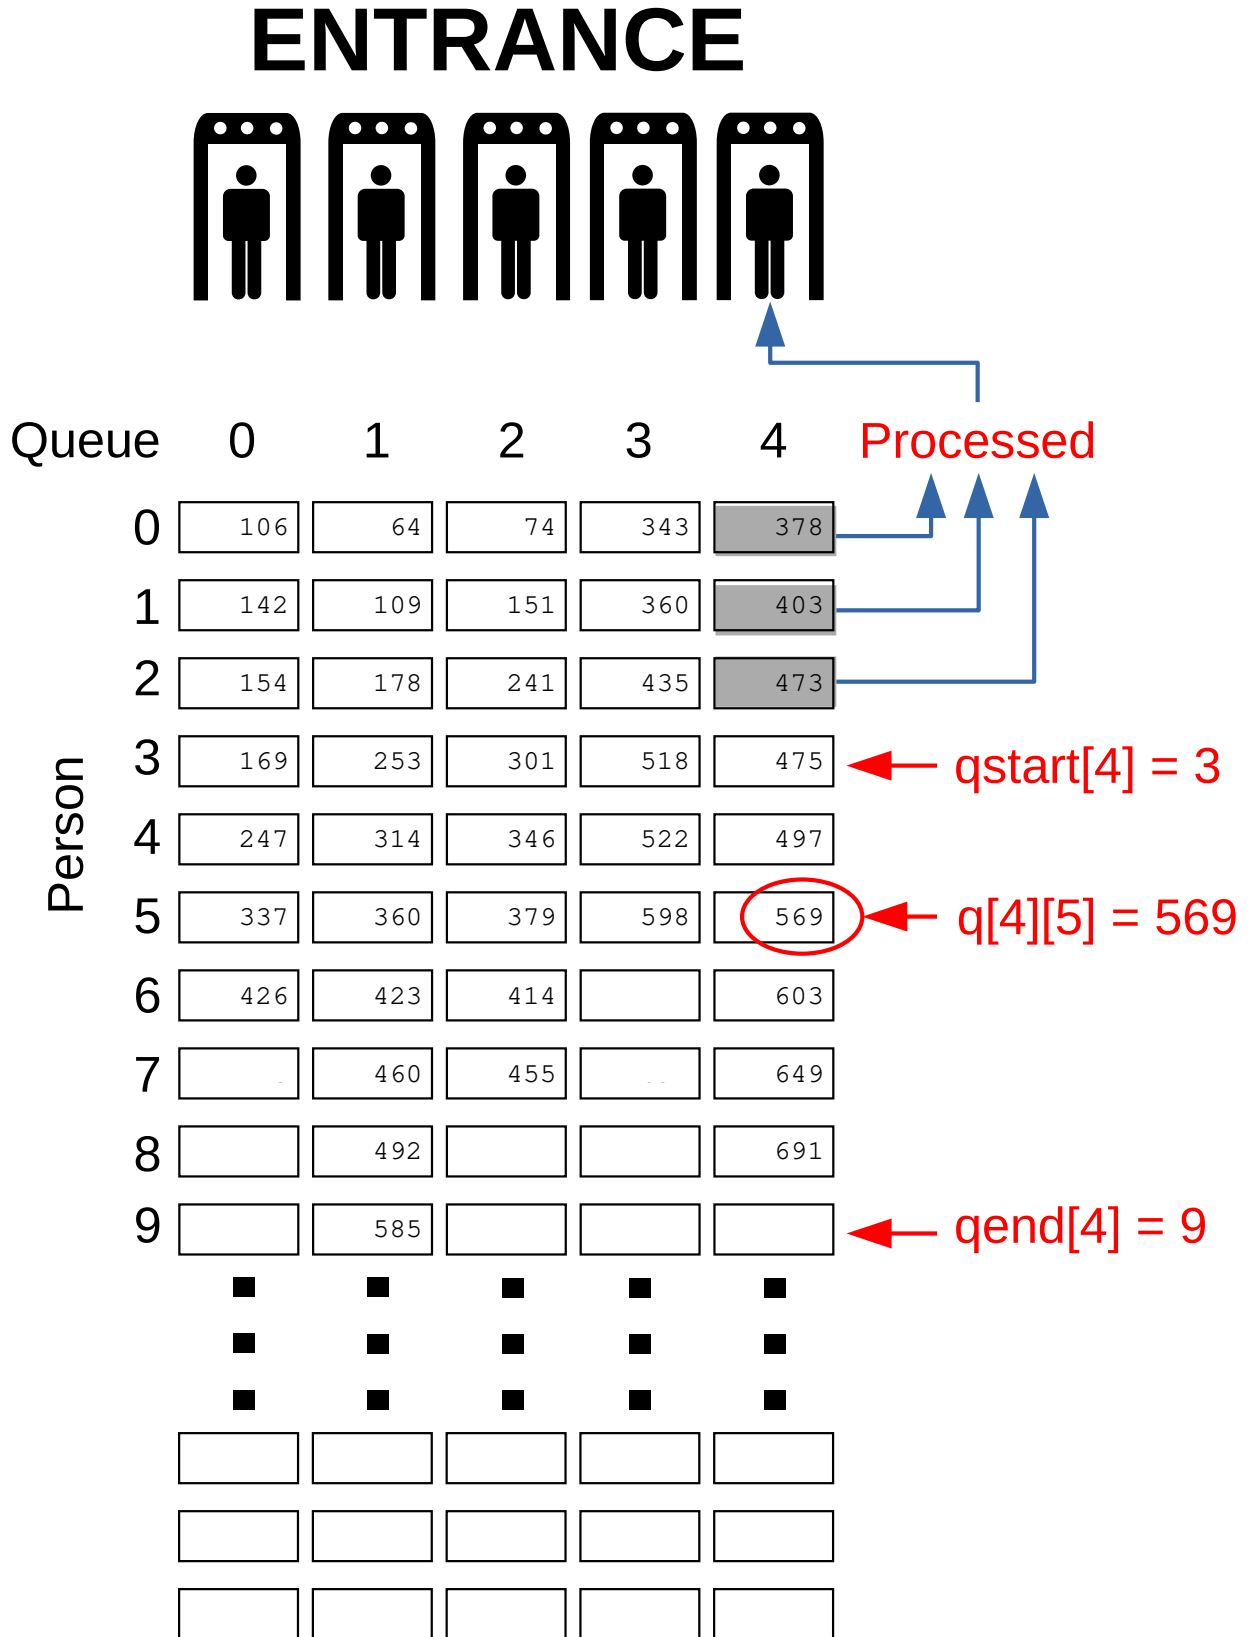 ENTRANCE
Queue 0 1 2 3 4 Processed
0 106 64 74 343 378
1 142 109 151 360 403
2 154 178 241 435 473
3 169 253 301 518 475 qstart[4] = 3
Person
4 247 314 346 522 497
5 337 360 379 598 569 q[4][5] = 569
6 426 423 414 603
7 460 455 649
8 492 691
9 585 qend[4] = 9